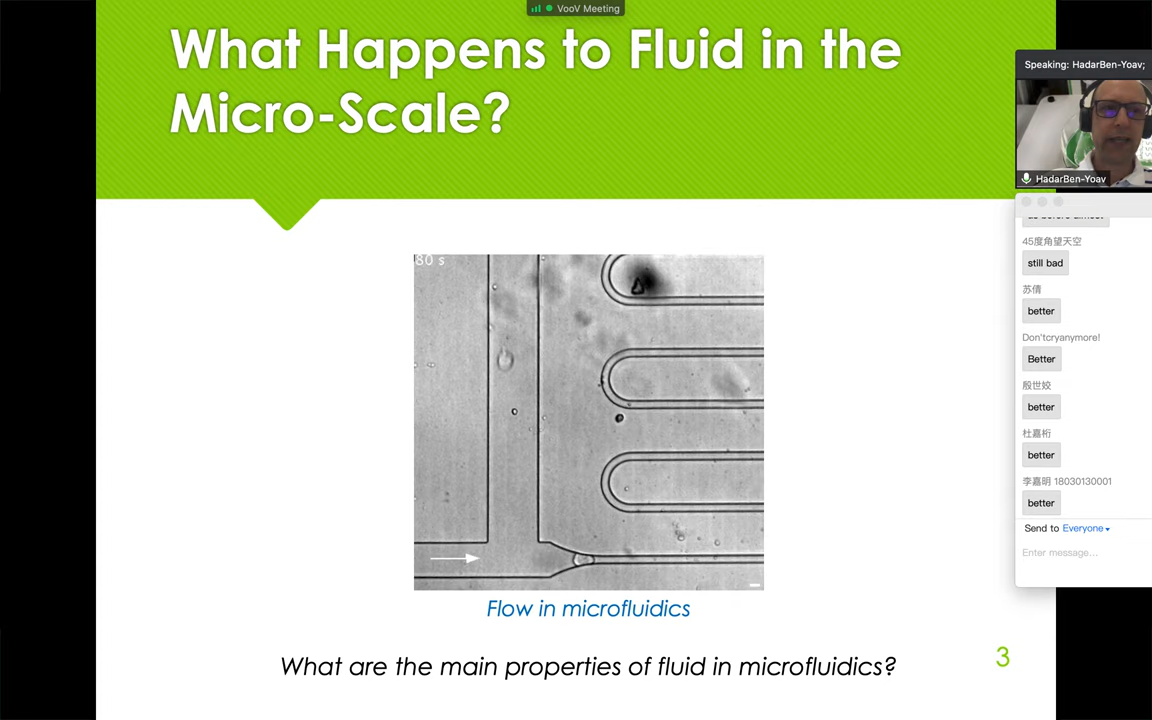 VooV Meeting
What Happens to Fluid in the
Micro-Scale?
80 s
Flow in microfluidics
What are the main properties of fluid in microfluidics?
3
Speaking: HadarBen-Yoav;
HadarBen-Yoav
as before almost
45度角望天空
still bad
苏倩
better
Don'tcryanymore!
Better
殷世姣
better
杜嘉桁
better
李嘉明 18030130001
better
Send to Everyone
Enter message...